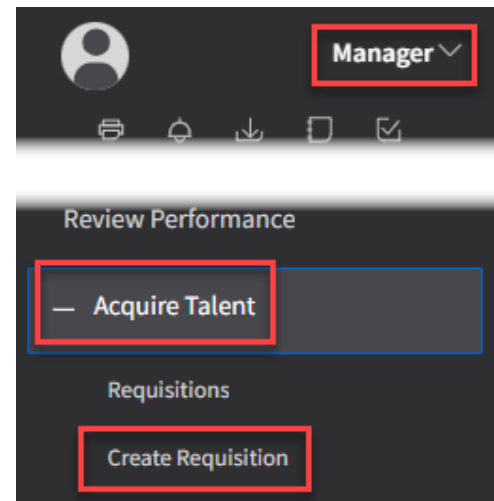 Manager
Review Performance
— Acquire Talent
Requisitions
Create Requisition